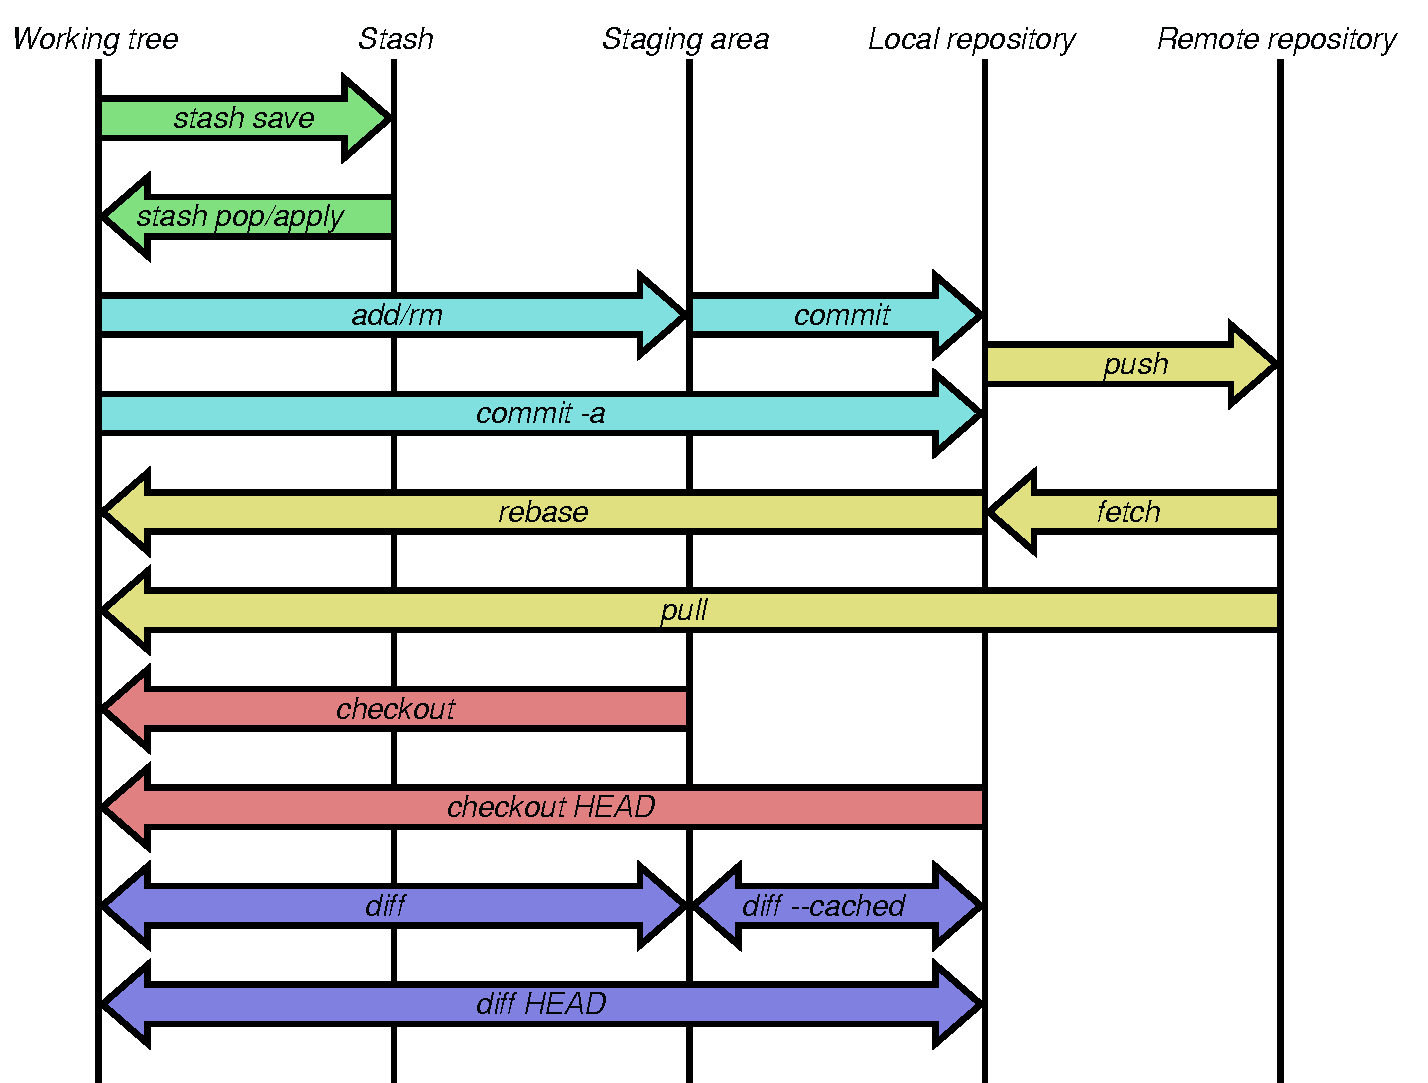 Working tree
Stash
Staging area
Local repository
Remote repository
stash save
stash pop/apply
add/rm
commit
push
commit -a
rebase
fetch
pull
checkout
checkout HEAD
diff
diff --cached
diff HEAD